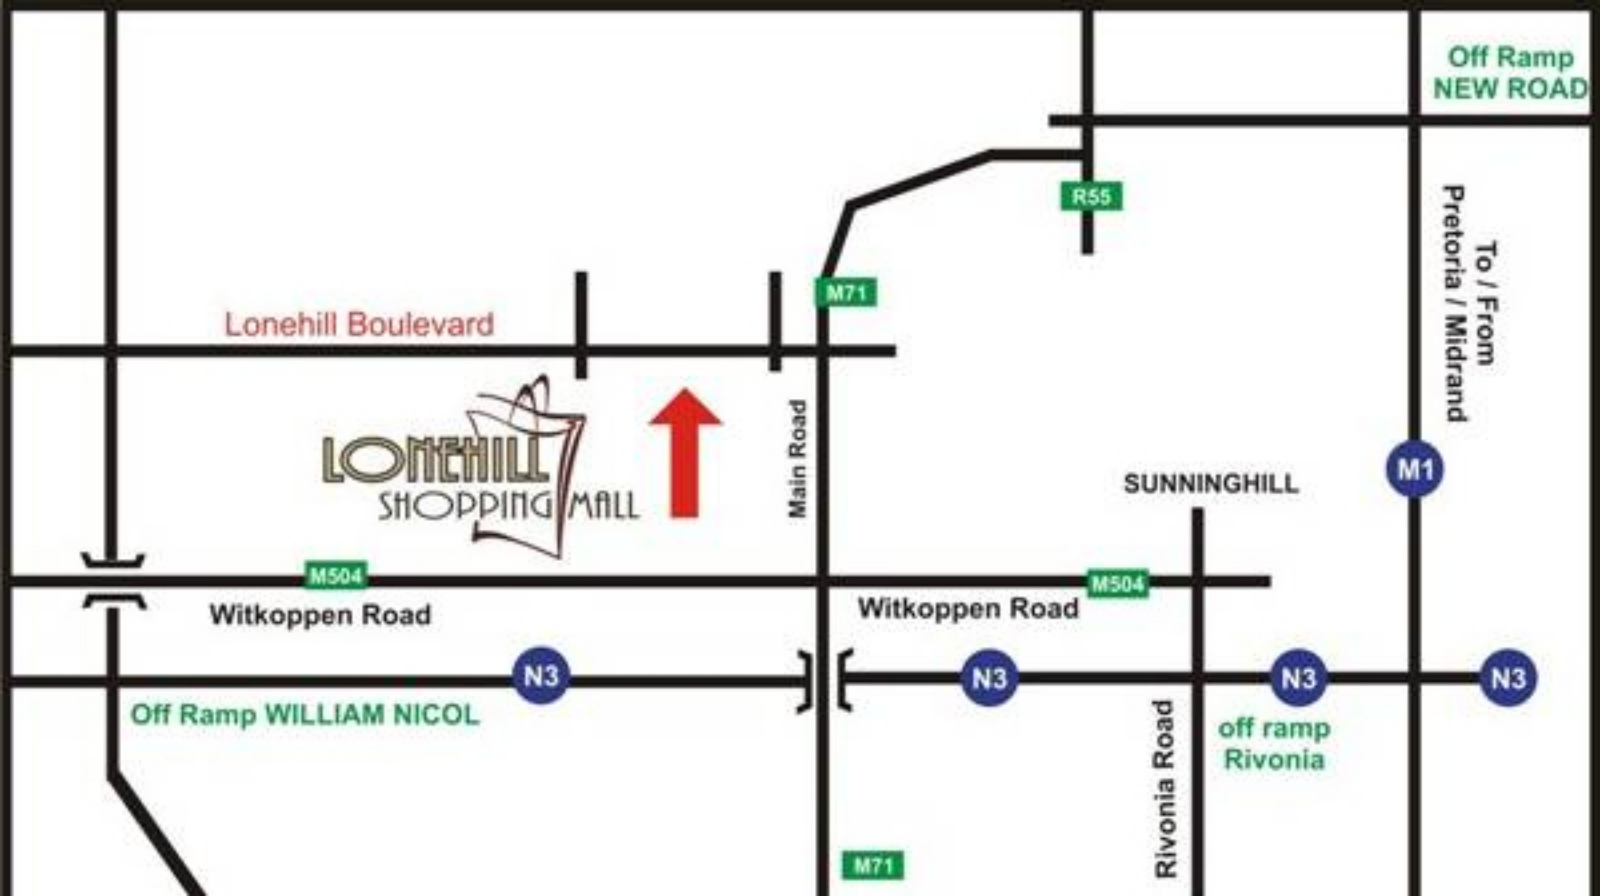 Off Ramp
NEW ROAD
R55
To / From
Pretoria / Midrand
M71
Lonehill Boulevard
LONEHILL
SHOPPING MALL
Main Road
M1
SUNNINGHILL
M504
M504
Witkoppen Road
Witkoppen Road
N3
N3
N3
N3
Off Ramp WILLIAM NICOL
Rivonia Road
off ramp
Rivonia
M71